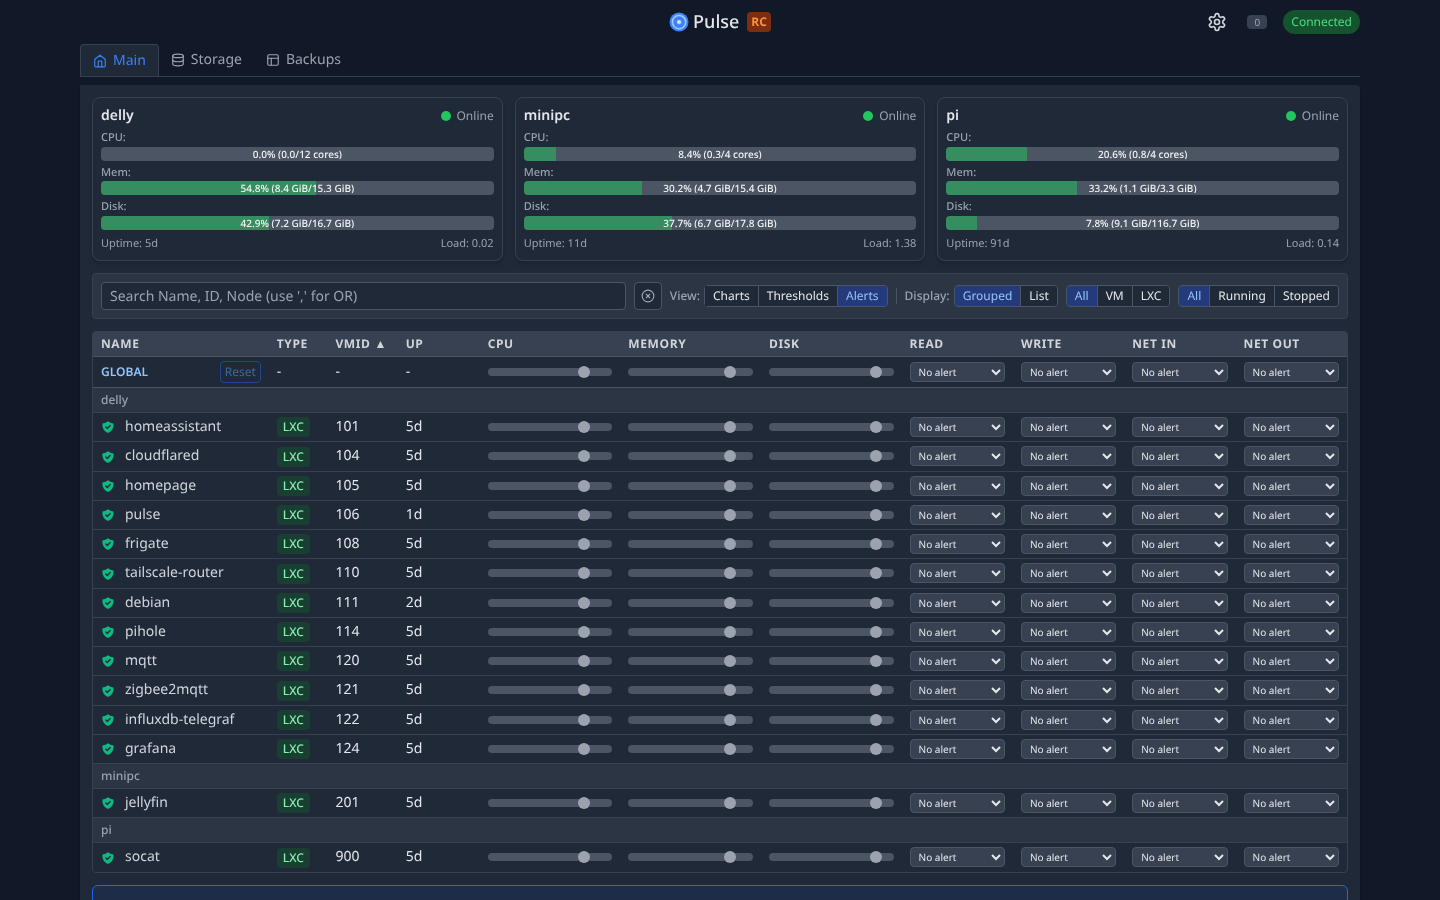 Pulse RC
0
Connected
Main
Storage
Backups
delly
Online
CPU:
0.0% (0.0/12 cores)
Mem:
54.8% (8.4 GiB/15.3 GiB)
Disk:
42.9% (7.2 GiB/16.7 GiB)
Uptime: 5d
Load: 0.02
minipc
Online
CPU:
8.4% (0.3/4 cores)
Mem:
30.2% (4.7 GiB/15.4 GiB)
Disk:
37.7% (6.7 GiB/17.8 GiB)
Uptime: 11d
Load: 1.38
pi
Online
CPU:
20.6% (0.8/4 cores)
Mem:
33.2% (1.1 GiB/3.3 GiB)
Disk:
7.8% (9.1 GiB/116.7 GiB)
Uptime: 91d
Load: 0.14
Search Name, ID, Node (use ',' for OR)
View: Charts Thresholds Alerts
Display: Grouped List
All VM LXC
All Running Stopped
NAME TYPE VMID ▲ UP CPU MEMORY DISK READ WRITE NET IN NET OUT
GLOBAL Reset - - - No alert No alert No alert No alert
delly
homeassistant LXC 101 5d No alert No alert No alert No alert
cloudflared LXC 104 5d No alert No alert No alert No alert
homepage LXC 105 5d No alert No alert No alert No alert
pulse LXC 106 1d No alert No alert No alert No alert
frigate LXC 108 5d No alert No alert No alert No alert
tailscale-router LXC 110 5d No alert No alert No alert No alert
debian LXC 111 2d No alert No alert No alert No alert
pihole LXC 114 5d No alert No alert No alert No alert
mqtt LXC 120 5d No alert No alert No alert No alert
zigbee2mqtt LXC 121 5d No alert No alert No alert No alert
influxdb-telegraf LXC 122 5d No alert No alert No alert No alert
grafana LXC 124 5d No alert No alert No alert No alert
minipc
jellyfin LXC 201 5d No alert No alert No alert No alert
pi
socat LXC 900 5d No alert No alert No alert No alert